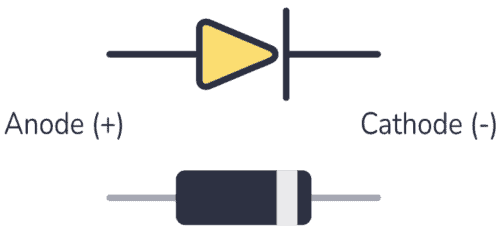 Anode (+)
Cathode (-)